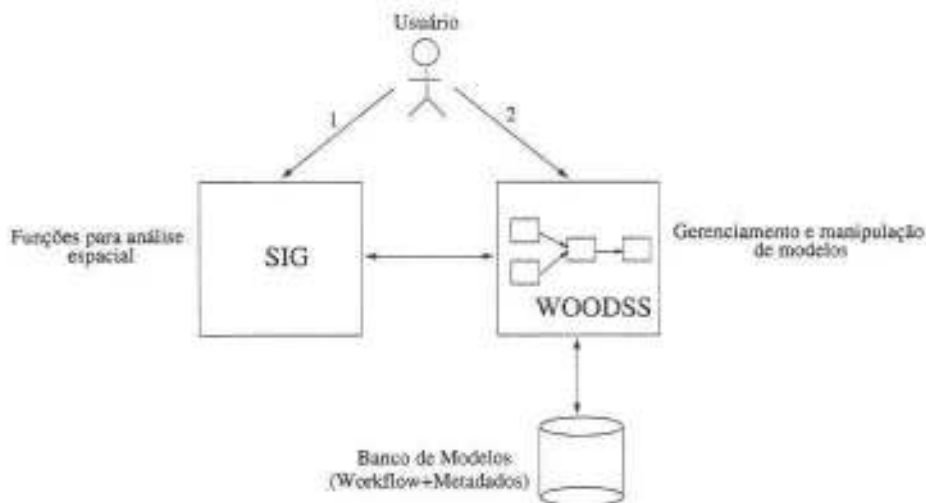 Usuário
1
2
Funções para análise
espacial
SIG
WOODSS
Gerenciamento e manipulação
de modelos
Banco de Modelos
(Workflow+Metadados)